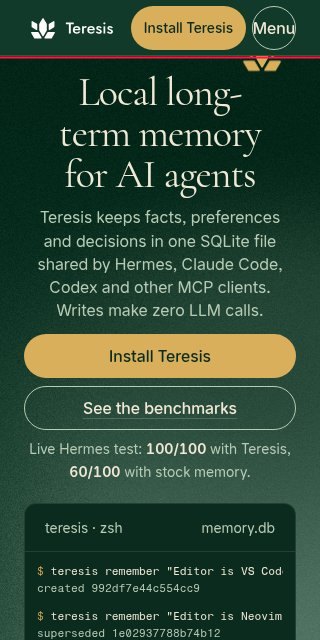 Teresis
Install Teresis
Menu
Local long-
term memory
for AI agents
Teresis keeps facts, preferences
and decisions in one SQLite file
shared by Hermes, Claude Code,
Codex and other MCP clients.
Writes make zero LLM calls.
Install Teresis
See the benchmarks
Live Hermes test: 100/100 with Teresis,
60/100 with stock memory.
teresis · zsh
memory.db
$ teresis remember "Editor is VS Cod
created 992df7e44c554cc9
$ teresis remember "Editor is Neovim
superseded 1e02937788b74b12